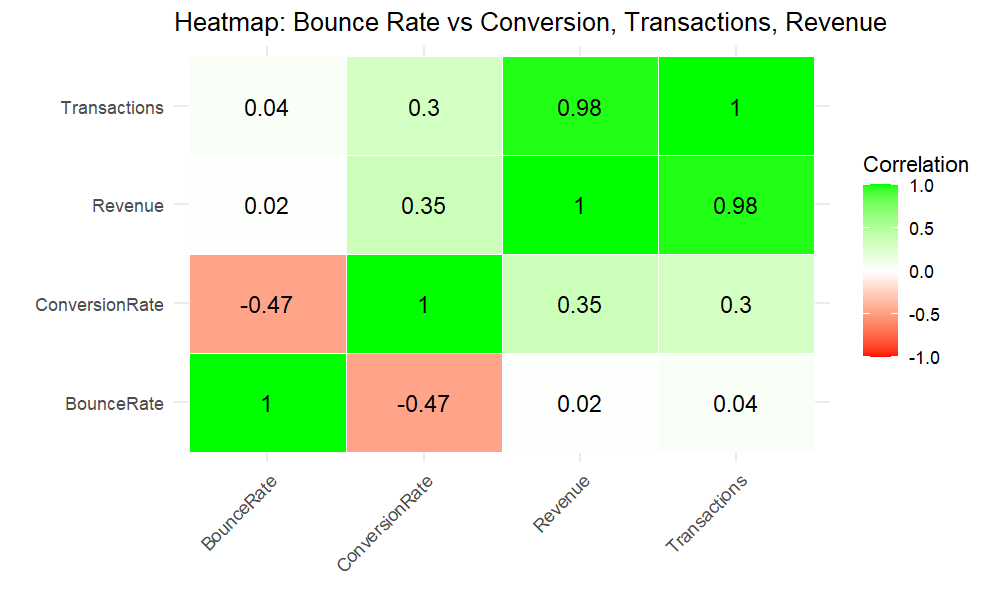 Heatmap: Bounce Rate vs Conversion, Transactions, Revenue
Transactions
0.04
0.3
0.98
1
Revenue
0.02
0.35
1
0.98
ConversionRate
-0.47
1
0.35
0.3
BounceRate
1
-0.47
0.02
0.04
BounceRate
ConversionRate
Revenue
Transactions
Correlation
1.0
0.5
0.0
-0.5
-1.0